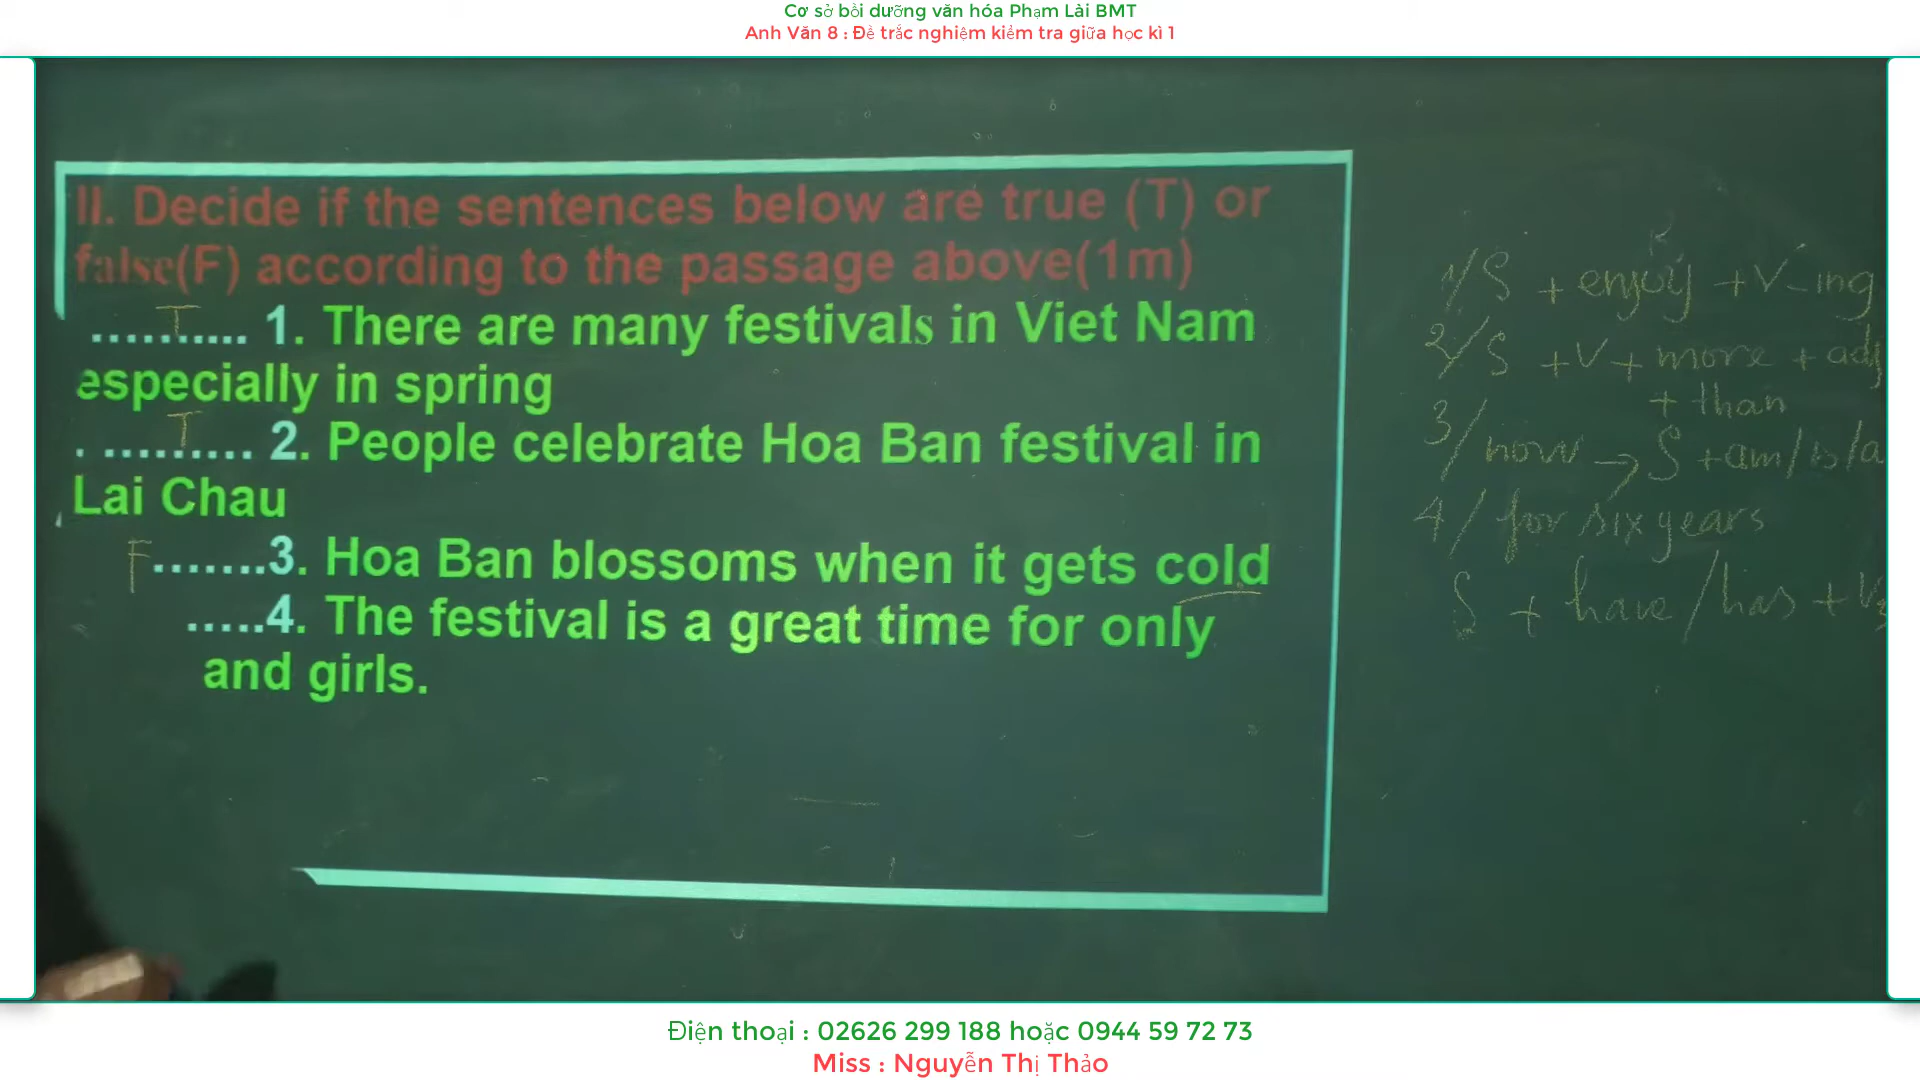 Cơ sở bồi dưỡng văn hóa Phạm Lài BMT
Anh Văn 8 : Đề trắc nghiệm kiểm tra giữa học kì 1
II. Decide if the sentences below are true (T) or
false(F) according to the passage above(1m)
.....T..... 1. There are many festivals in Viet Nam
especially in spring
. .....T..... 2. People celebrate Hoa Ban festival in
Lai Chau
F.......3. Hoa Ban blossoms when it gets cold
.....4. The festival is a great time for only
and girls.
1/ S + enjoy + V-ing
2/ S + V + more + adj
+ than
3/ now → S + am/is/a
4/ for six years
S + have/has + V3
Điện thoại : 02626 299 188 hoặc 0944 59 72 73
Miss : Nguyễn Thị Thảo